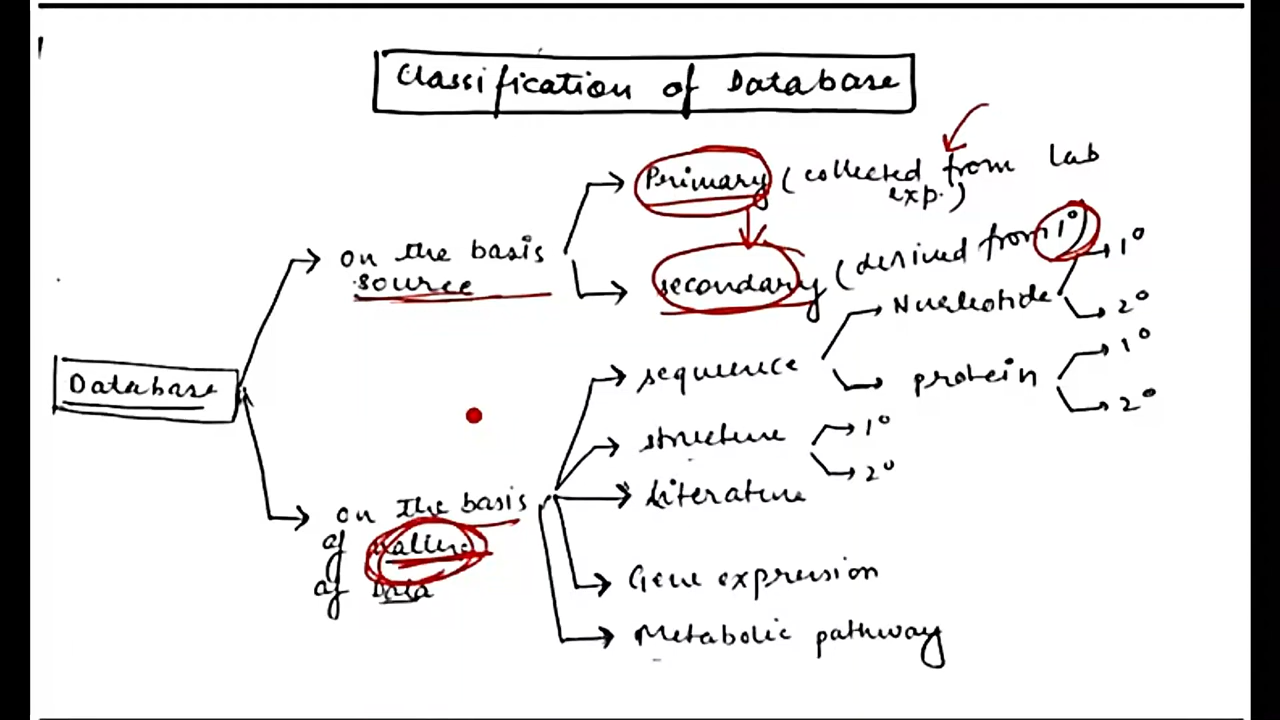 Classification of Database
Primary (collected from lab
exp.)
on the basis
source
secondary (derived from 1°)
Nucleotide
1°
2°
Database
sequence
protein
1°
2°
structure
1°
2°
on the basis
of
of Data
Literature
Gene expression
Metabolic pathway